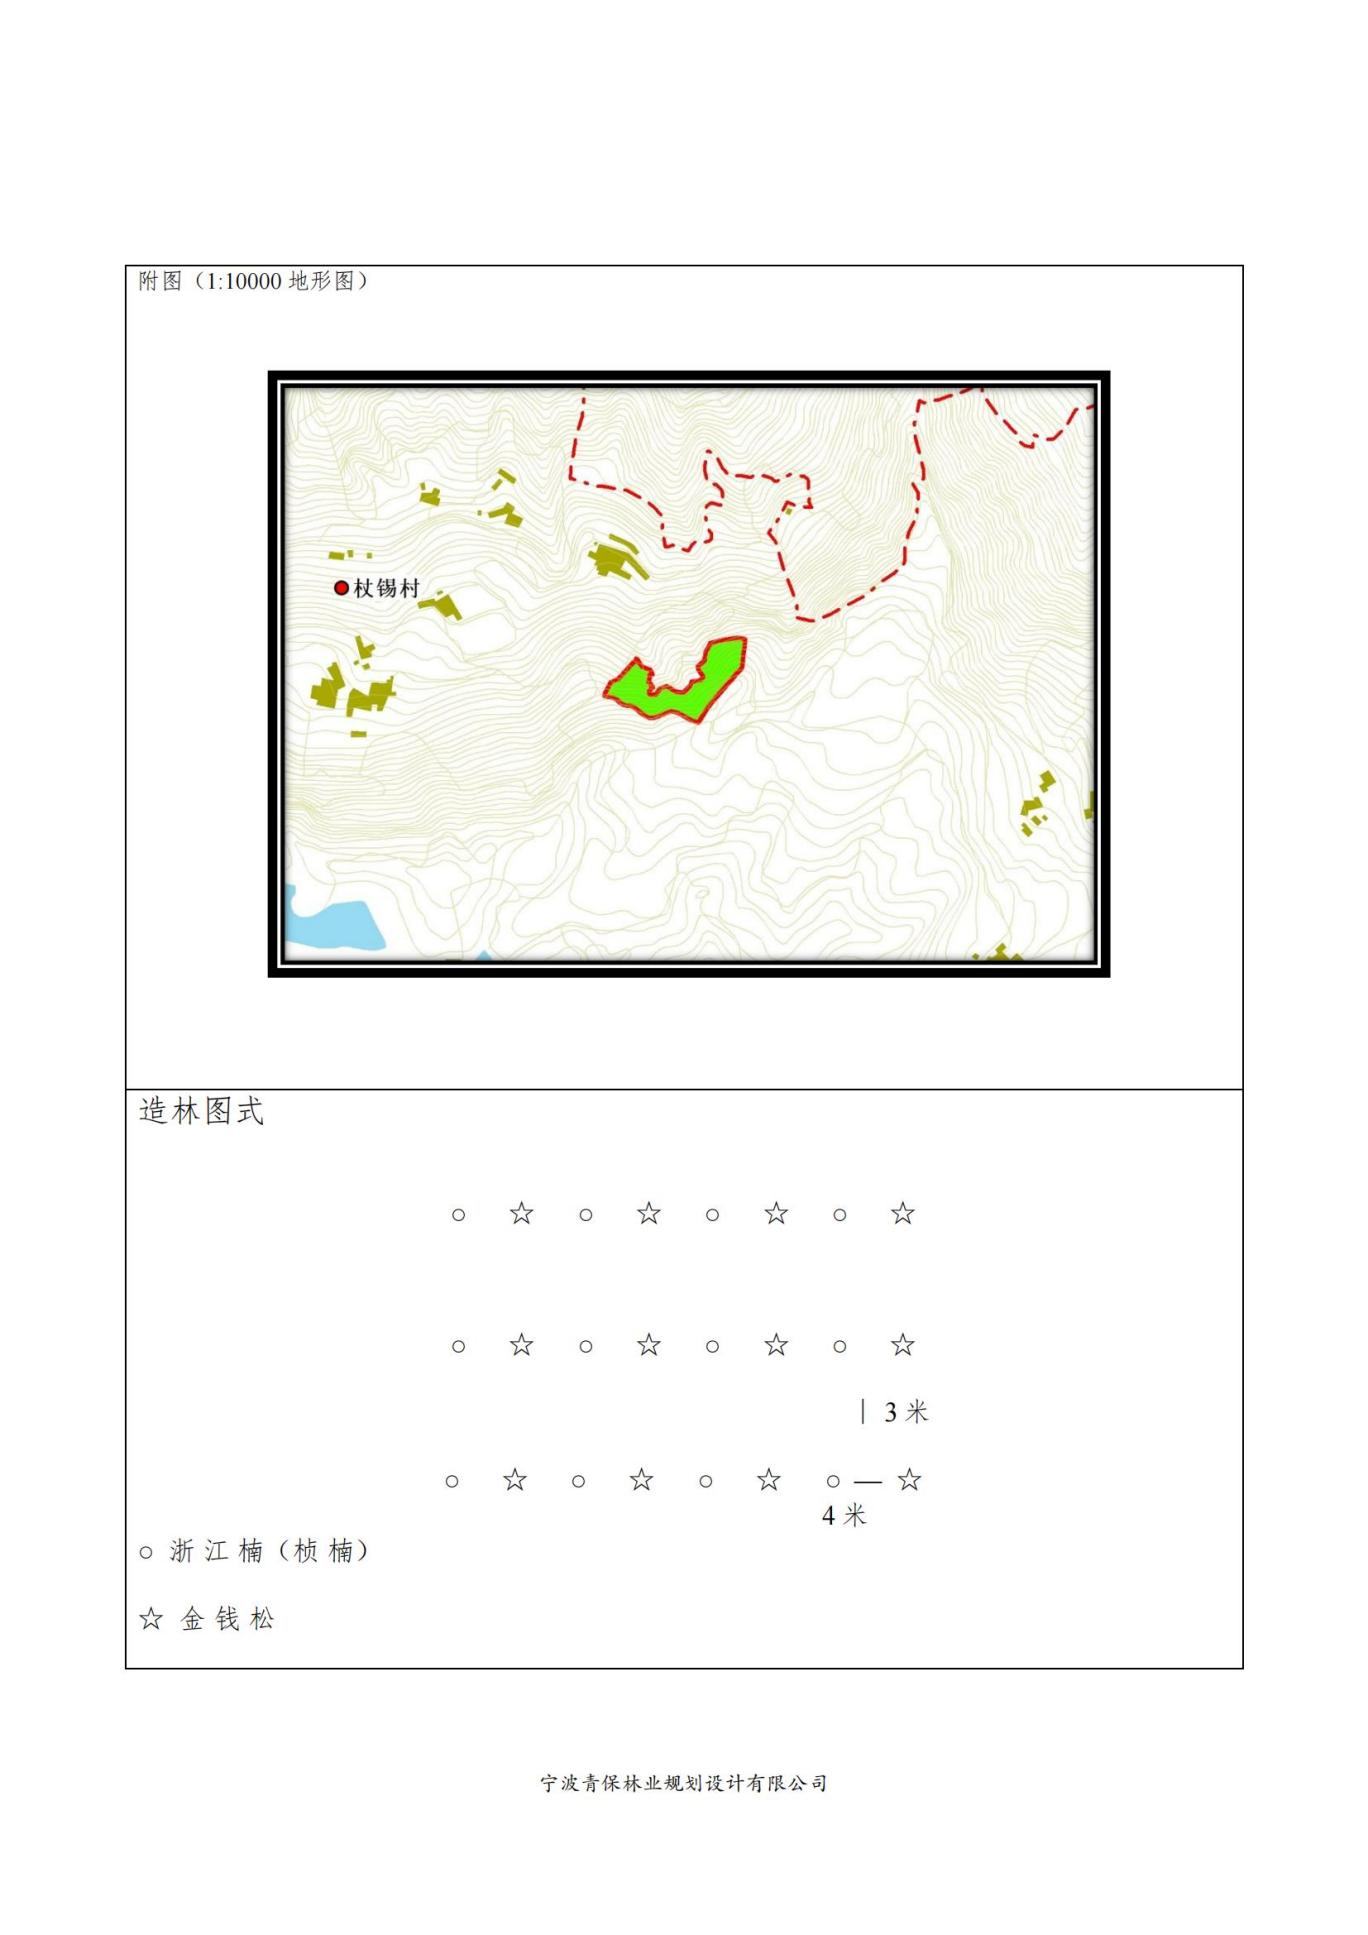 附图（1:10000 地形图）
杖锡村
造林图式
○ ☆ ○ ☆ ○ ☆ ○ ☆
○ ☆ ○ ☆ ○ ☆ ○ ☆
｜ 3 米
○ ☆ ○ ☆ ○ ☆ ○ — ☆
4 米
○ 浙江楠（桢楠）
☆ 金钱松
宁波青保林业规划设计有限公司